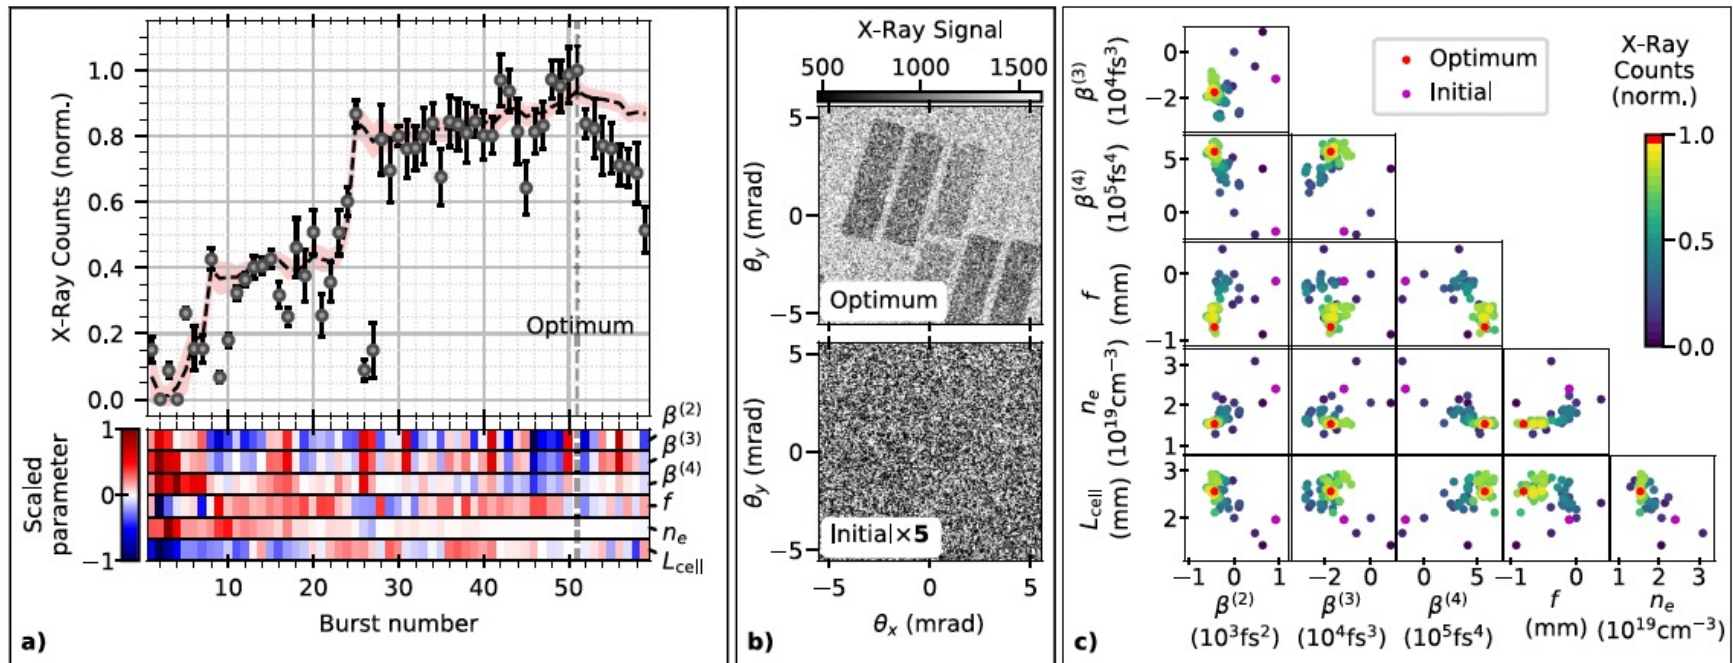 X-Ray Counts (norm.)
1.0
0.8
0.6
0.4
0.2
0.0
Optimum
Scaled
parameter
1
0
−1
β(2)
β(3)
β(4)
f
nₑ
L_cell
10
20
30
40
50
Burst number
a)
X-Ray Signal
500
1000
1500
θy (mrad)
5
0
−5
Optimum
θy (mrad)
5
0
−5
Initial×5
−5
0
5
θx (mrad)
b)
Optimum
Initial
X-Ray
Counts
(norm.)
1.0
0.5
0.0
β(3)
(10⁴fs³)
0
−2
β(4)
(10⁵fs⁴)
5
0
f
(mm)
0
−1
nₑ
(10¹⁹cm⁻³)
3
2
1
L_cell
(mm)
3
2
−1
0
1
−2
0
0
5
−1
0
1
2
3
β(2)
(10³fs²)
β(3)
(10⁴fs³)
β(4)
(10⁵fs⁴)
f
(mm)
nₑ
(10¹⁹cm⁻³)
c)